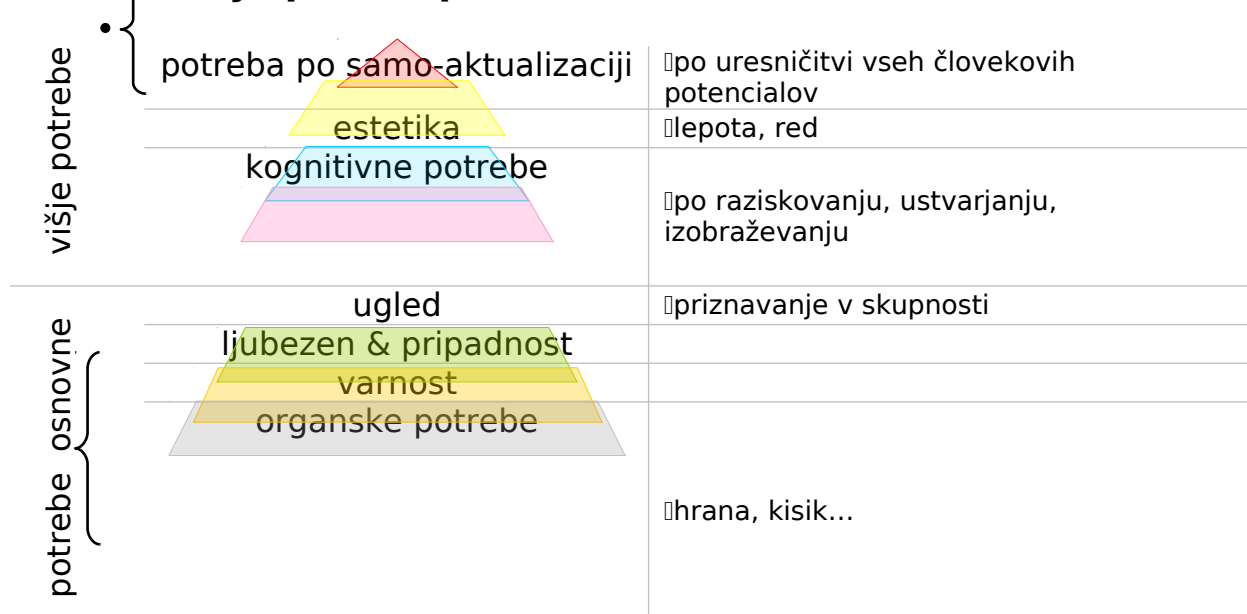 višje potrebe
potreba po samo-aktualizaciji
po uresničitvi vseh človekovih
potencialov
estetika
lepota, red
kognitivne potrebe
po raziskovanju, ustvarjanju,
izobraževanju
potrebe osnovne
ugled
priznavanje v skupnosti
ljubezen & pripadnost
varnost
organske potrebe
hrana, kisik...